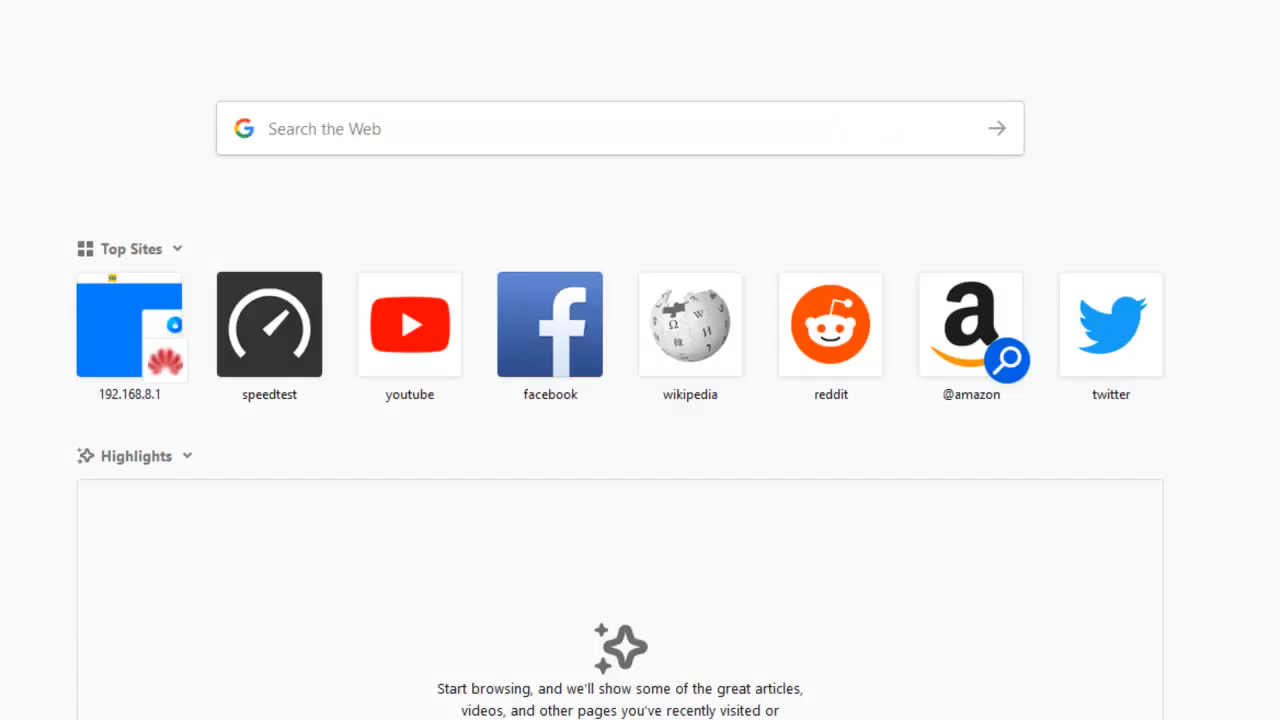 Search the Web
Top Sites
192.168.8.1
speedtest
youtube
facebook
wikipedia
reddit
@amazon
twitter
Highlights
Start browsing, and we'll show some of the great articles,
videos, and other pages you've recently visited or